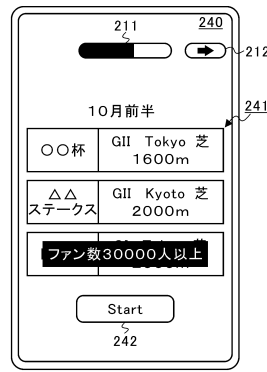 211
240
212
241
10月前半
○○杯
GII Tokyo 芝
1600m
△△
ステークス
GII Kyoto 芝
2000m
ファン数30000人以上
Start
242